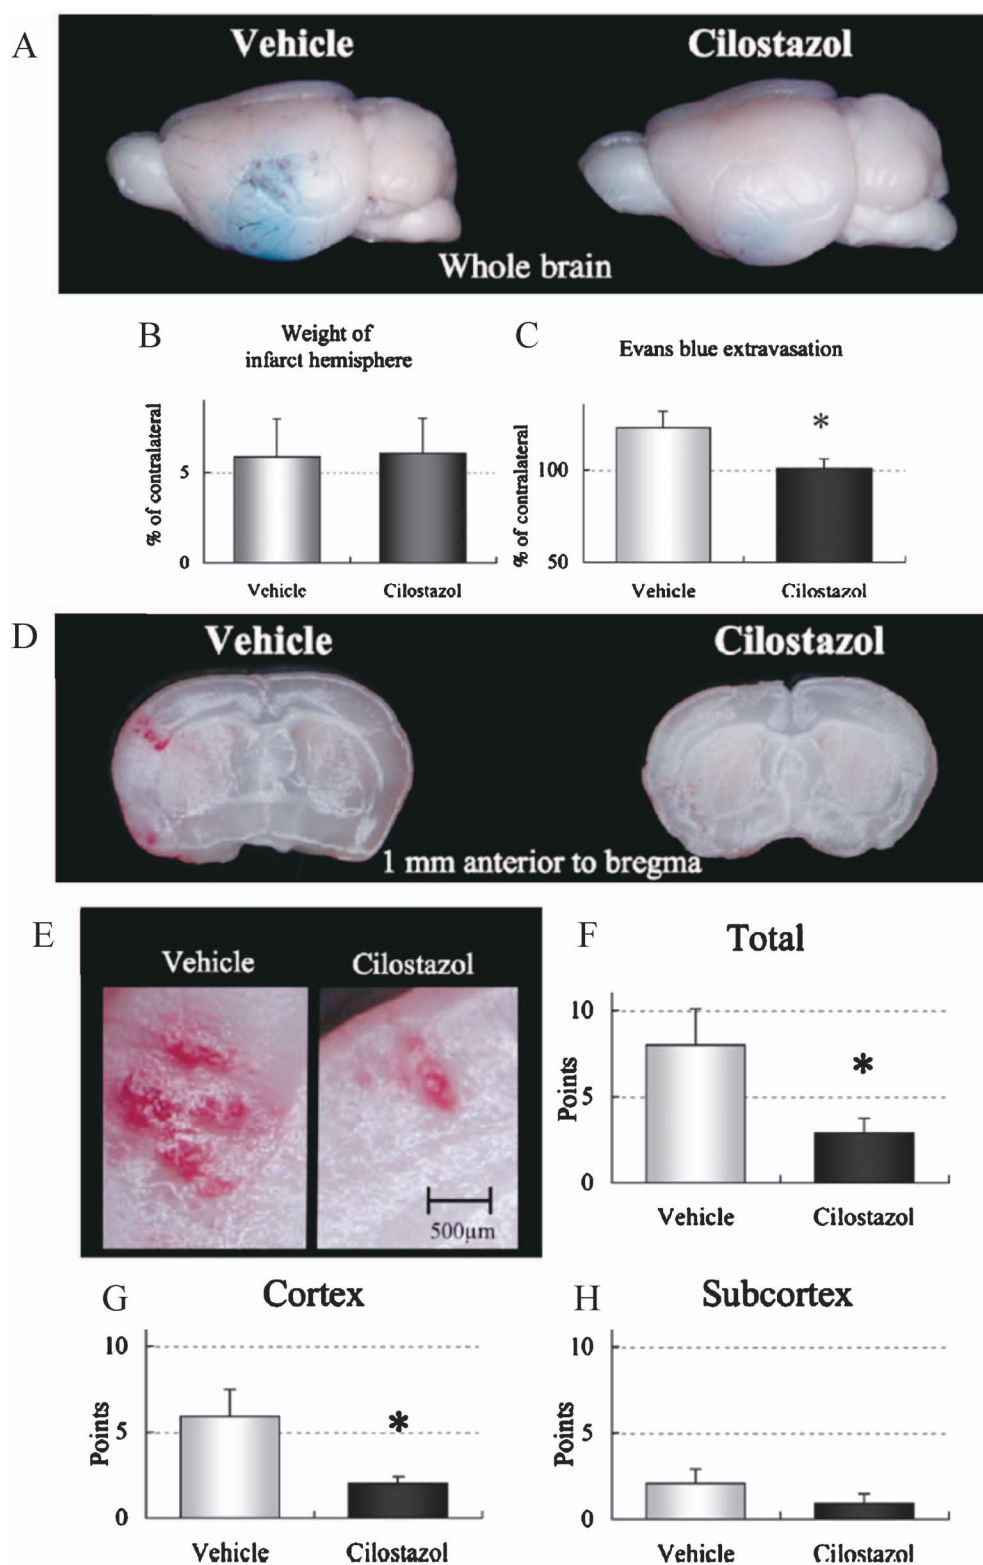 A
Vehicle
Cilostazol
Whole brain
B
Weight of
infarct hemisphere
% of contralateral
5
0
Vehicle
Cilostazol
C
Evans blue extravasation
*
% of contralateral
100
50
Vehicle
Cilostazol
D
Vehicle
Cilostazol
1 mm anterior to bregma
E
Vehicle
Cilostazol
500µm
F
Total
Points
10
5
0
*
Vehicle
Cilostazol
G
Cortex
Points
10
5
0
*
Vehicle
Cilostazol
H
Subcortex
Points
10
5
0
Vehicle
Cilostazol